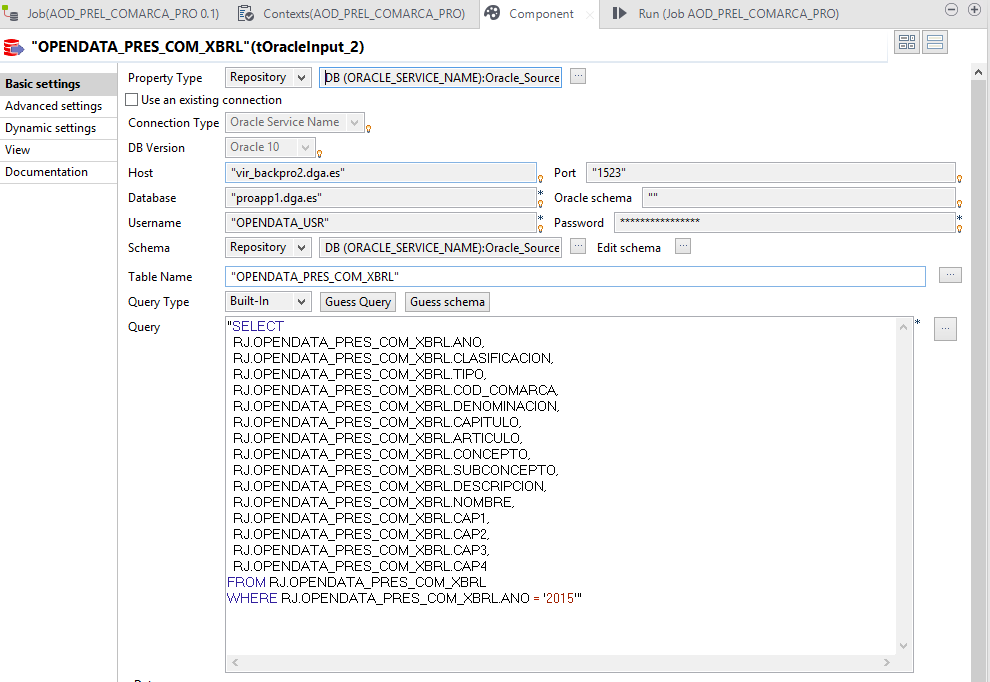 Job(AOD_PREL_COMARCA_PRO 0.1) Contexts(AOD_PREL_COMARCA_PRO) Component Run (Job AOD_PREL_COMARCA_PRO)
"OPENDATA_PRES_COM_XBRL"(tOracleInput_2)
Basic settings
Advanced settings
Dynamic settings
View
Documentation
Property Type Repository DB (ORACLE_SERVICE_NAME):Oracle_Source ...
Use an existing connection
Connection Type Oracle Service Name
DB Version Oracle 10
Host "vir_backpro2.dga.es" Port "1523"
Database "proapp1.dga.es" * Oracle schema ""
Username "OPENDATA_USR" * Password **************** *
Schema Repository DB (ORACLE_SERVICE_NAME):Oracle_Source ... Edit schema ...
Table Name "OPENDATA_PRES_COM_XBRL" ...
Query Type Built-In Guess Query Guess schema
Query "SELECT * ...
RJ.OPENDATA_PRES_COM_XBRL.ANO,
RJ.OPENDATA_PRES_COM_XBRL.CLASIFICACION,
RJ.OPENDATA_PRES_COM_XBRL.TIPO,
RJ.OPENDATA_PRES_COM_XBRL.COD_COMARCA,
RJ.OPENDATA_PRES_COM_XBRL.DENOMINACION,
RJ.OPENDATA_PRES_COM_XBRL.CAPITULO,
RJ.OPENDATA_PRES_COM_XBRL.ARTICULO,
RJ.OPENDATA_PRES_COM_XBRL.CONCEPTO,
RJ.OPENDATA_PRES_COM_XBRL.SUBCONCEPTO,
RJ.OPENDATA_PRES_COM_XBRL.DESCRIPCION,
RJ.OPENDATA_PRES_COM_XBRL.NOMBRE,
RJ.OPENDATA_PRES_COM_XBRL.CAP1,
RJ.OPENDATA_PRES_COM_XBRL.CAP2,
RJ.OPENDATA_PRES_COM_XBRL.CAP3,
RJ.OPENDATA_PRES_COM_XBRL.CAP4
FROM RJ.OPENDATA_PRES_COM_XBRL
WHERE RJ.OPENDATA_PRES_COM_XBRL.ANO = '2015'"